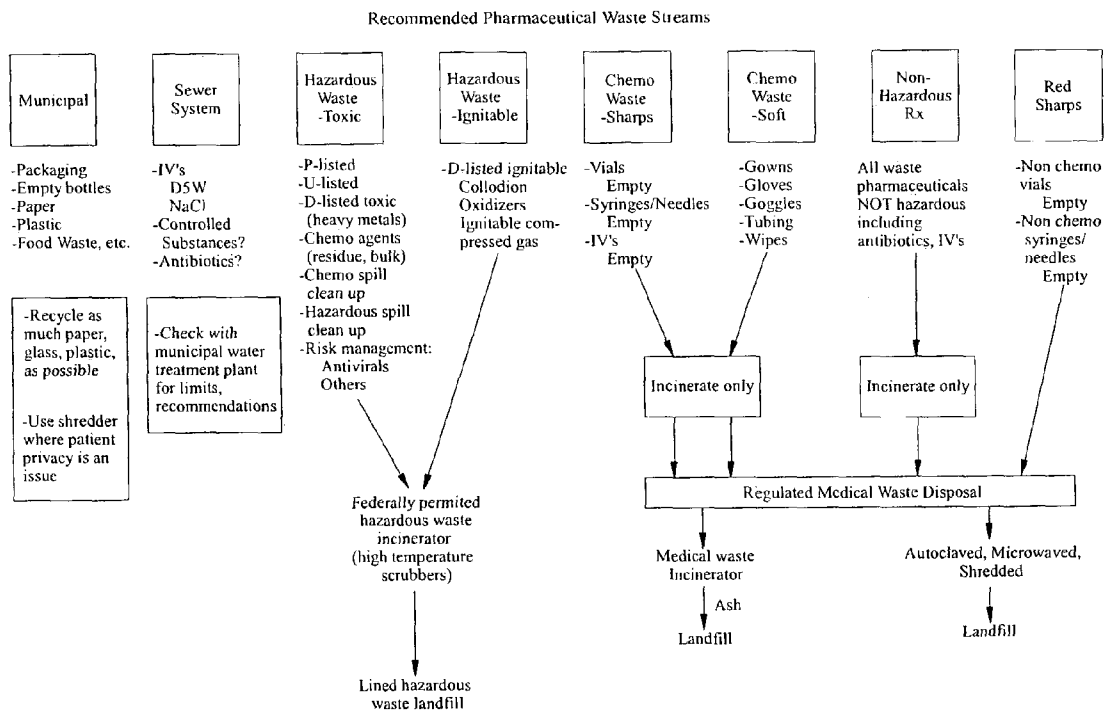 Recommended Pharmaceutical Waste Streams
Municipal
-Packaging
-Empty bottles
-Paper
-Plastic
-Food Waste, etc.
-Recycle as
much paper,
glass, plastic,
as possible
-Use shredder
where patient
privacy is an
issue
Sewer
System
-IV's
D5W
NaCl
-Controlled
Substances?
-Antibiotics?
-Check with
municipal water
treatment plant
for limits,
recommendations
Hazardous
Waste
-Toxic
-P-listed
-U-listed
-D-listed toxic
(heavy metals)
-Chemo agents
(residue, bulk)
-Chemo spill
clean up
-Hazardous spill
clean up
-Risk management:
Antivirals
Others
Hazardous
Waste
-Ignitable
-D-listed ignitable
Collodion
Oxidizers
Ignitable com-
pressed gas
Federally permited
hazardous waste
incinerator
(high temperature
scrubbers)
Lined hazardous
waste landfill
Chemo
Waste
-Sharps
-Vials
Empty
-Syringes/Needles
Empty
-IV's
Empty
Chemo
Waste
-Soft
-Gowns
-Gloves
-Goggles
-Tubing
-Wipes
Incinerate only
Non-
Hazardous
Rx
All waste
pharmaceuticals
NOT hazardous
including
antibiotics, IV's
Incinerate only
Red
Sharps
-Non chemo
vials
Empty
-Non chemo
syringes/
needles
Empty
Regulated Medical Waste Disposal
Medical waste
Incinerator
Ash
Landfill
Autoclaved, Microwaved,
Shredded
Landfill